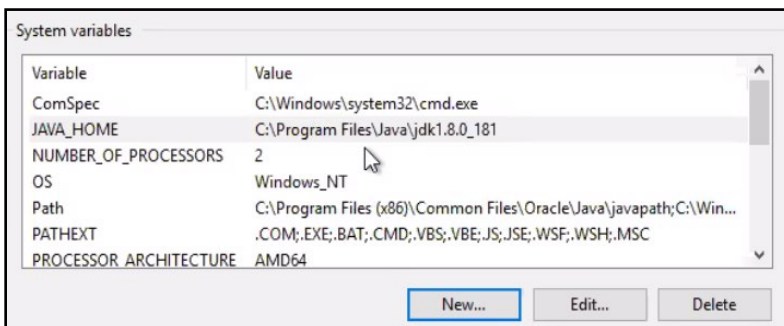 System variables
Variable Value
ComSpec C:\Windows\system32\cmd.exe
JAVA_HOME C:\Program Files\Java\jdk1.8.0_181
NUMBER_OF_PROCESSORS 2
OS Windows_NT
Path C:\Program Files (x86)\Common Files\Oracle\Java\javapath;C:\Win...
PATHEXT .COM;.EXE;.BAT;.CMD;.VBS;.VBE;.JS;.JSE;.WSF;.WSH;.MSC
PROCESSOR_ARCHITECTURE AMD64
New... Edit... Delete